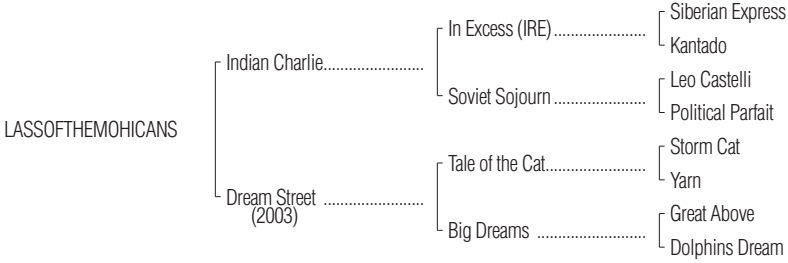 Siberian Express
In Excess (IRE)......................
Kantado
Indian Charlie........................
Leo Castelli
Soviet Sojourn ......................
Political Parfait
LASSOFTHEMOHICANS
Storm Cat
Tale of the Cat........................
Yarn
Dream Street ........................
(2003)
Great Above
Big Dreams ..........................
Dolphins Dream